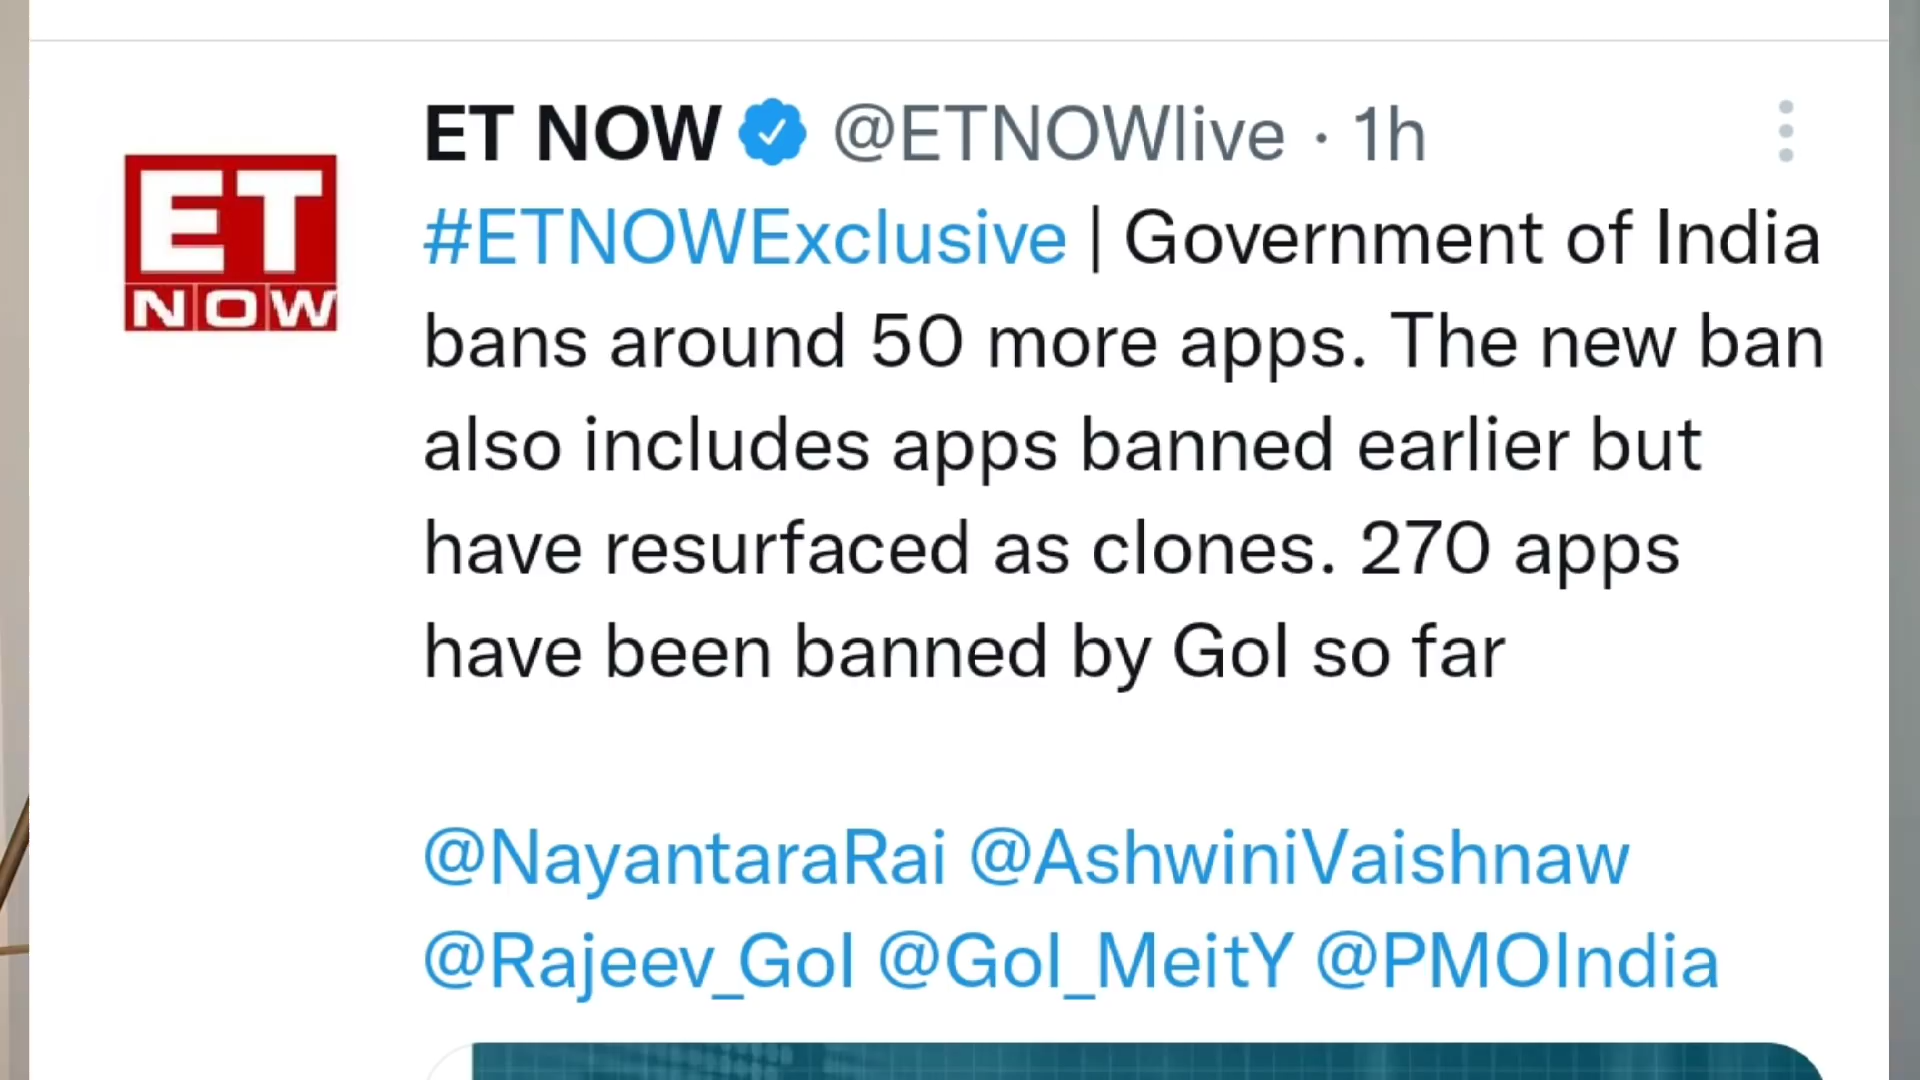 ET NOW @ETNOWlive · 1h
ET
NOW
#ETNOWExclusive | Government of India
bans around 50 more apps. The new ban
also includes apps banned earlier but
have resurfaced as clones. 270 apps
have been banned by GoI so far
@NayantaraRai @AshwiniVaishnaw
@Rajeev_GoI @GoI_MeitY @PMOIndia